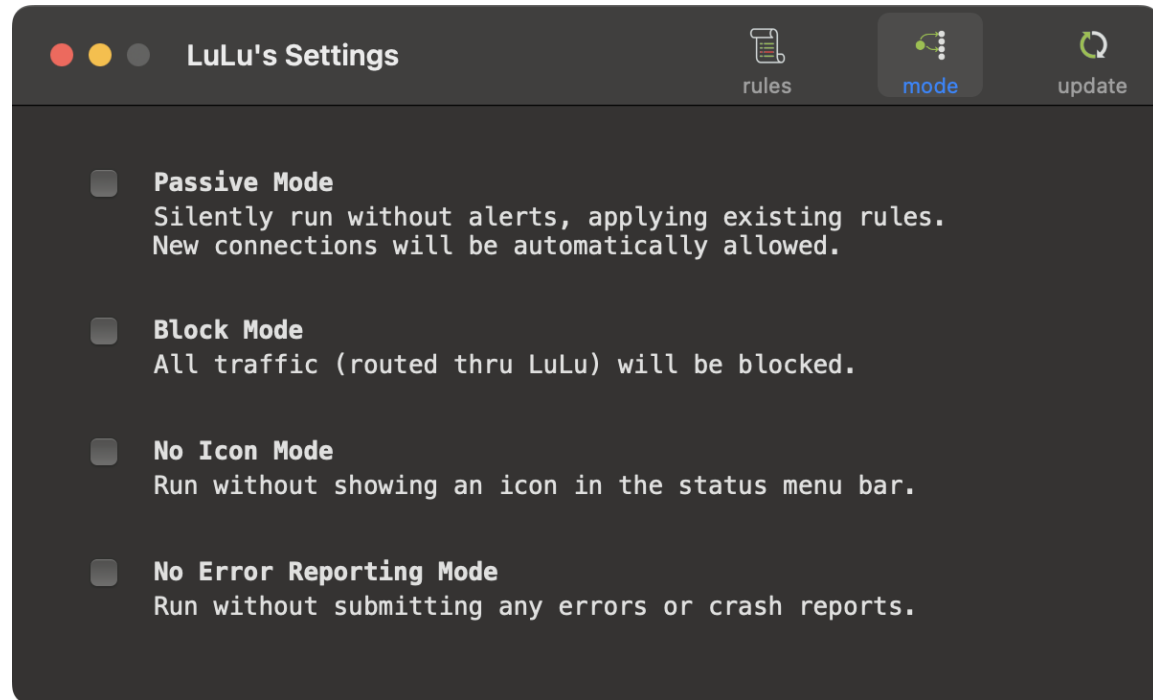 LuLu's Settings
rules
mode
update
Passive Mode
Silently run without alerts, applying existing rules.
New connections will be automatically allowed.
Block Mode
All traffic (routed thru LuLu) will be blocked.
No Icon Mode
Run without showing an icon in the status menu bar.
No Error Reporting Mode
Run without submitting any errors or crash reports.